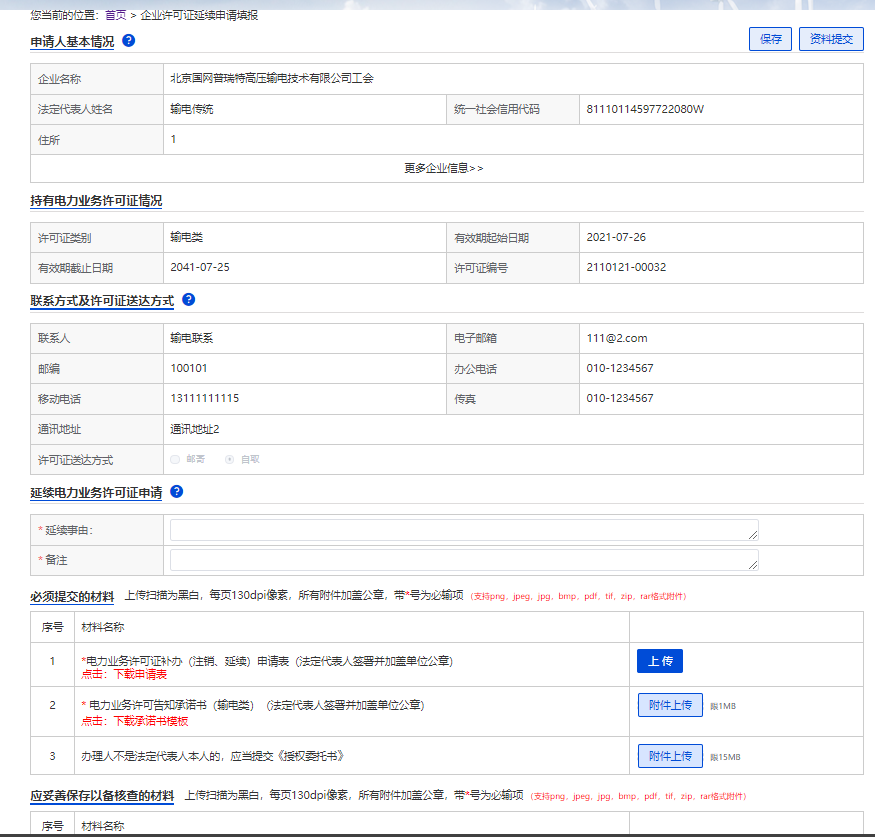 您当前的位置：首页 > 企业许可证延续申请填报
申请人基本情况 ?
保存 资料提交
企业名称 北京国网普瑞特高压输电技术有限公司工会
法定代表人姓名 输电传统 统一社会信用代码 81110114597722080W
住所 1
更多企业信息>>
持有电力业务许可证情况
许可证类别 输电类 有效期起始日期 2021-07-26
有效期截止日期 2041-07-25 许可证编号 2110121-00032
联系方式及许可证送达方式 ?
联系人 输电联系 电子邮箱 111@2.com
邮编 100101 办公电话 010-1234567
移动电话 13111111115 传真 010-1234567
通讯地址 通讯地址2
许可证送达方式 邮寄 自取
延续电力业务许可证申请 ?
*延续事由：
*备注
必须提交的材料 上传扫描为黑白，每页130dpi像素，所有附件加盖公章，带*号为必输项（支持png、jpeg、jpg、bmp、pdf、tif、zip、rar格式附件）
序号 材料名称
1 *电力业务许可证补办（注销、延续）申请表（法定代表人签署并加盖单位公章） 上 传
点击：下载申请表
2 * 电力业务许可告知承诺书（输电类）（法定代表人签署并加盖单位公章） 附件上传 限1MB
点击：下载承诺书模板
3 办理人不是法定代表人本人的，应当提交《授权委托书》 附件上传 限15MB
应妥善保存以备核查的材料 上传扫描为黑白，每页130dpi像素，所有附件加盖公章，带*号为必输项（支持png、jpeg、jpg、bmp、pdf、tif、zip、rar格式附件）
序号 材料名称